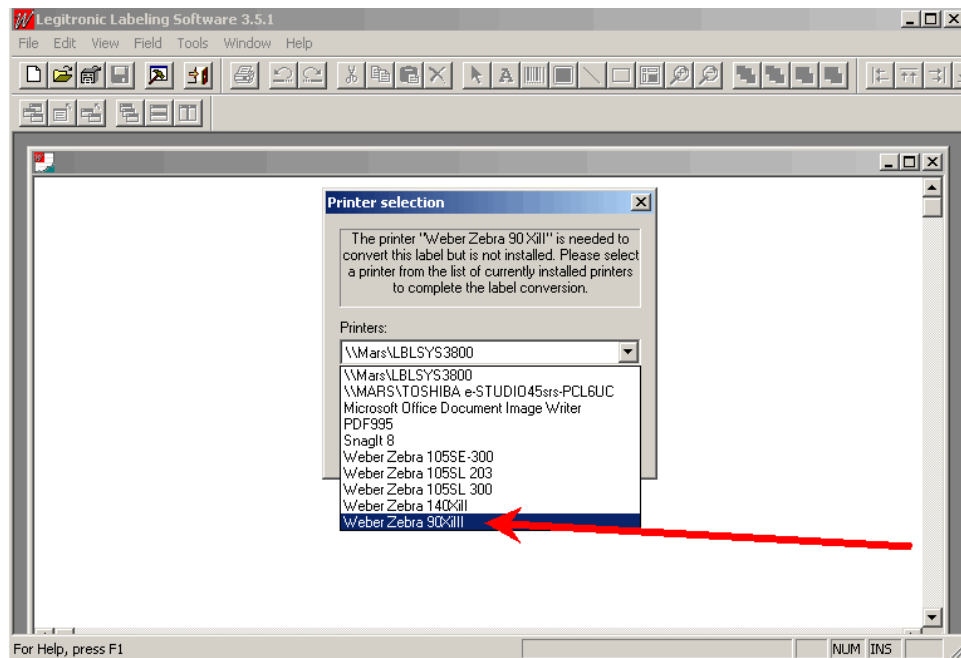 Legitronic Labeling Software 3.5.1
File Edit View Field Tools Window Help
Printer selection
The printer "Weber Zebra 90 XiII" is needed to
convert this label but is not installed. Please select
a printer from the list of currently installed printers
to complete the label conversion.
Printers:
\\Mars\LBLSYS3800
\\Mars\LBLSYS3800
\\MARS\TOSHIBA e-STUDIO45srs-PCL6UC
Microsoft Office Document Image Writer
PDF995
SnagIt 8
Weber Zebra 105SE-300
Weber Zebra 105SL 203
Weber Zebra 105SL 300
Weber Zebra 140XiII
Weber Zebra 90XiIII
For Help, press F1
NUM INS